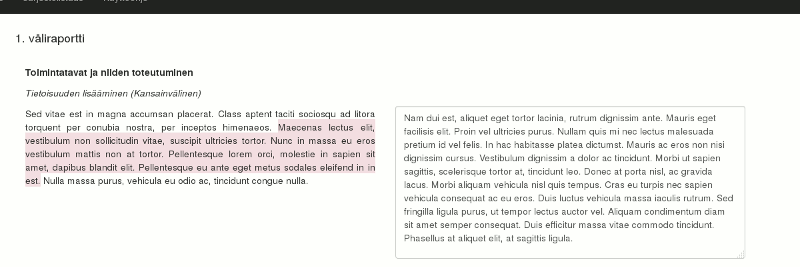 1. väliraportti
Toimintatavat ja niiden toteutuminen
Tietoisuuden lisääminen (Kansainvälinen)
Sed vitae est in magna accumsan placerat. Class aptent taciti sociosqu ad litora
torquent per conubia nostra, per inceptos himenaeos. Maecenas lectus elit,
vestibulum non sollicitudin vitae, suscipit ultricies tortor. Nunc in massa eu eros
vestibulum mattis non at tortor. Pellentesque lorem orci, molestie in sapien sit
amet, dapibus blandit elit. Pellentesque eu ante eget metus sodales eleifend in in
est. Nulla massa purus, vehicula eu odio ac, tincidunt congue nulla.
Nam dui est, aliquet eget tortor lacinia, rutrum dignissim ante. Mauris eget
facilisis elit. Proin vel ultricies purus. Nullam quis mi nec lectus malesuada
pretium id vel felis. In hac habitasse platea dictumst. Mauris ac eros non nisi
dignissim cursus. Vestibulum dignissim a dolor ac tincidunt. Morbi ut sapien
sagittis, scelerisque tortor at, tincidunt leo. Donec at porta nisl, ac gravida
lacus. Morbi aliquam vehicula nisl quis tempus. Cras eu turpis nec sapien
vehicula consequat ac eu eros. Duis luctus vehicula massa iaculis rutrum. Sed
fringilla ligula purus, ut tempor lectus auctor vel. Aliquam condimentum diam
sit amet semper consequat. Duis efficitur massa vitae commodo tincidunt.
Phasellus at aliquet elit, at sagittis ligula.